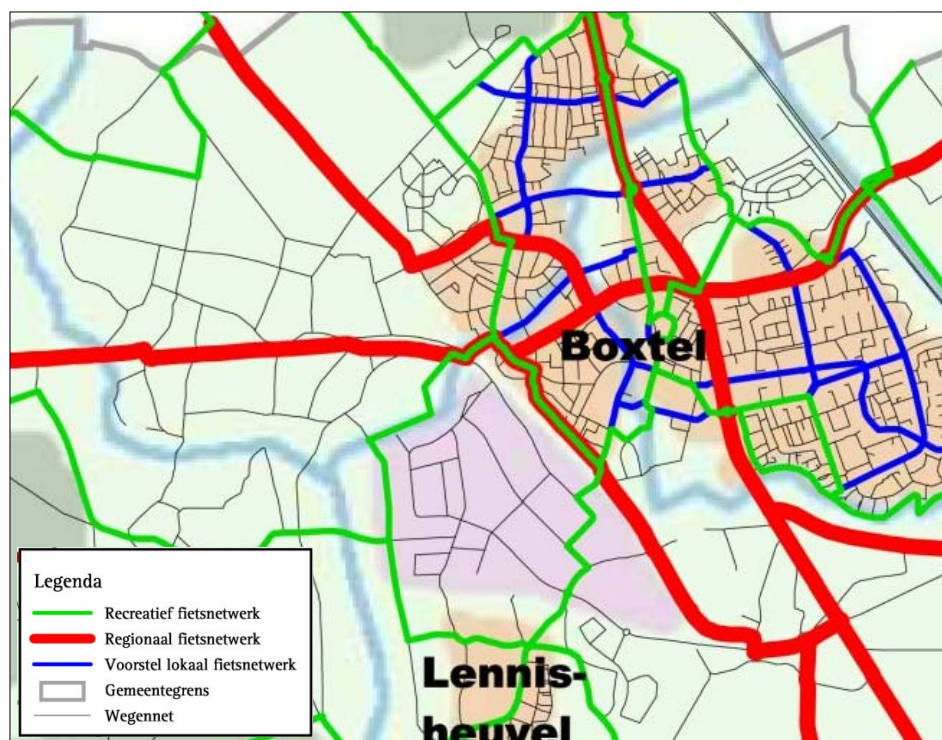 Boxtel
Lennis-
heuvel
Legenda
Recreatief fietsnetwerk
Regionaal fietsnetwerk
Voorstel lokaal fietsnetwerk
Gemeentegrens
Wegennet